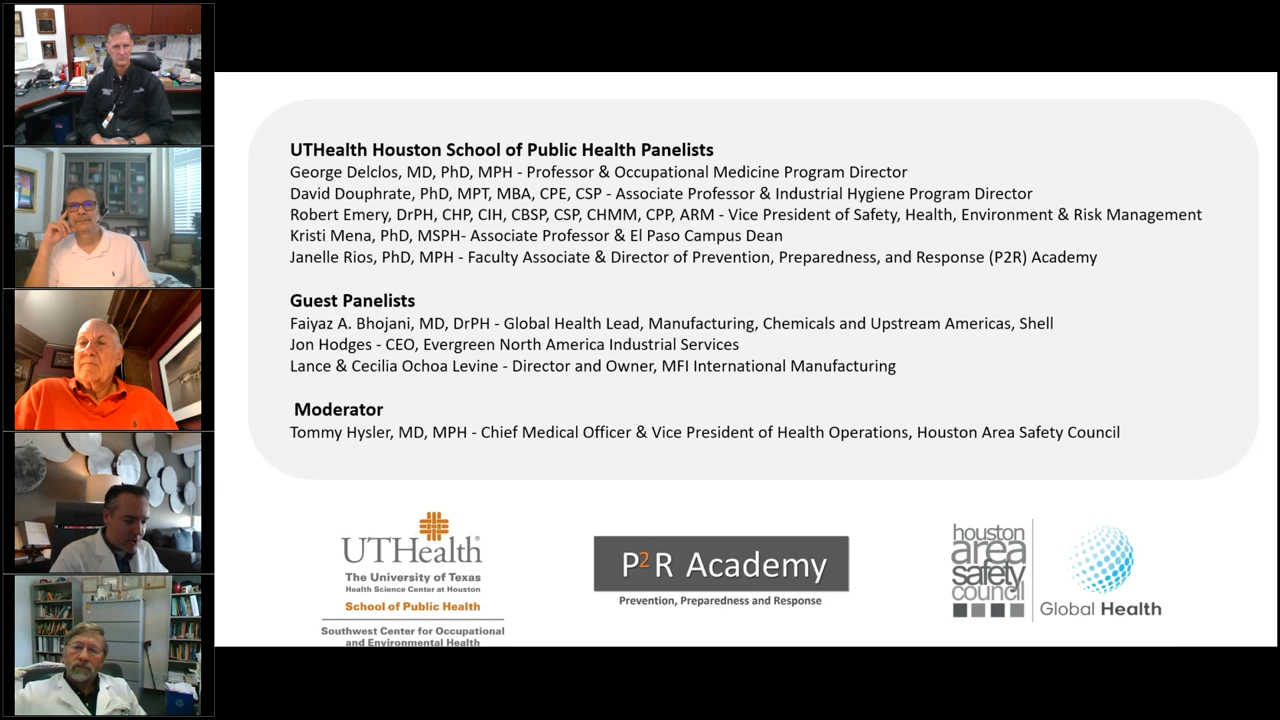 UTHealth Houston School of Public Health Panelists
George Delclos, MD, PhD, MPH - Professor & Occupational Medicine Program Director
David Douphrate, PhD, MPT, MBA, CPE, CSP - Associate Professor & Industrial Hygiene Program Director
Robert Emery, DrPH, CHP, CIH, CBSP, CSP, CHMM, CPP, ARM - Vice President of Safety, Health, Environment & Risk Management
Kristi Mena, PhD, MSPH- Associate Professor & El Paso Campus Dean
Janelle Rios, PhD, MPH - Faculty Associate & Director of Prevention, Preparedness, and Response (P2R) Academy
Guest Panelists
Faiyaz A. Bhojani, MD, DrPH - Global Health Lead, Manufacturing, Chemicals and Upstream Americas, Shell
Jon Hodges - CEO, Evergreen North America Industrial Services
Lance & Cecilia Ochoa Levine - Director and Owner, MFI International Manufacturing
Moderator
Tommy Hysler, MD, MPH - Chief Medical Officer & Vice President of Health Operations, Houston Area Safety Council
UTHealth®
The University of Texas
Health Science Center at Houston
School of Public Health
Southwest Center for Occupational
and Environmental Health
P2R Academy
Prevention, Preparedness and Response
houston
area
safety
council
Global Health